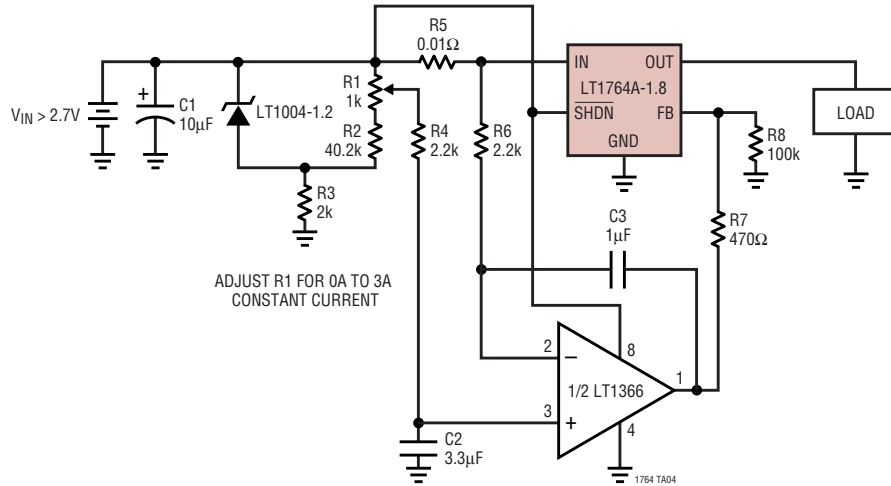 R5
0.01Ω
VIN > 2.7V
+
C1
10µF
LT1004-1.2
R1
1k
R2
40.2k
R3
2k
R4
2.2k
R6
2.2k
IN
OUT
LT1764A-1.8
SHDN
FB
GND
R8
100k
LOAD
R7
470Ω
C3
1µF
ADJUST R1 FOR 0A TO 3A
CONSTANT CURRENT
2
–
8
1/2 LT1366
1
3
+
4
C2
3.3µF
1764 TA04